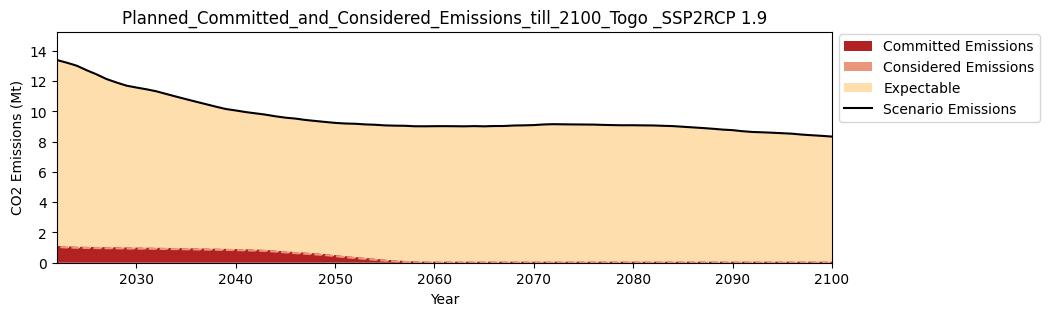 Planned_Committed_and_Considered_Emissions_till_2100_Togo _SSP2RCP 1.9
CO2 Emissions (Mt)
14
12
10
8
6
4
2
0
2030 2040 2050 2060 2070 2080 2090 2100
Year
Committed Emissions
Considered Emissions
Expectable
Scenario Emissions